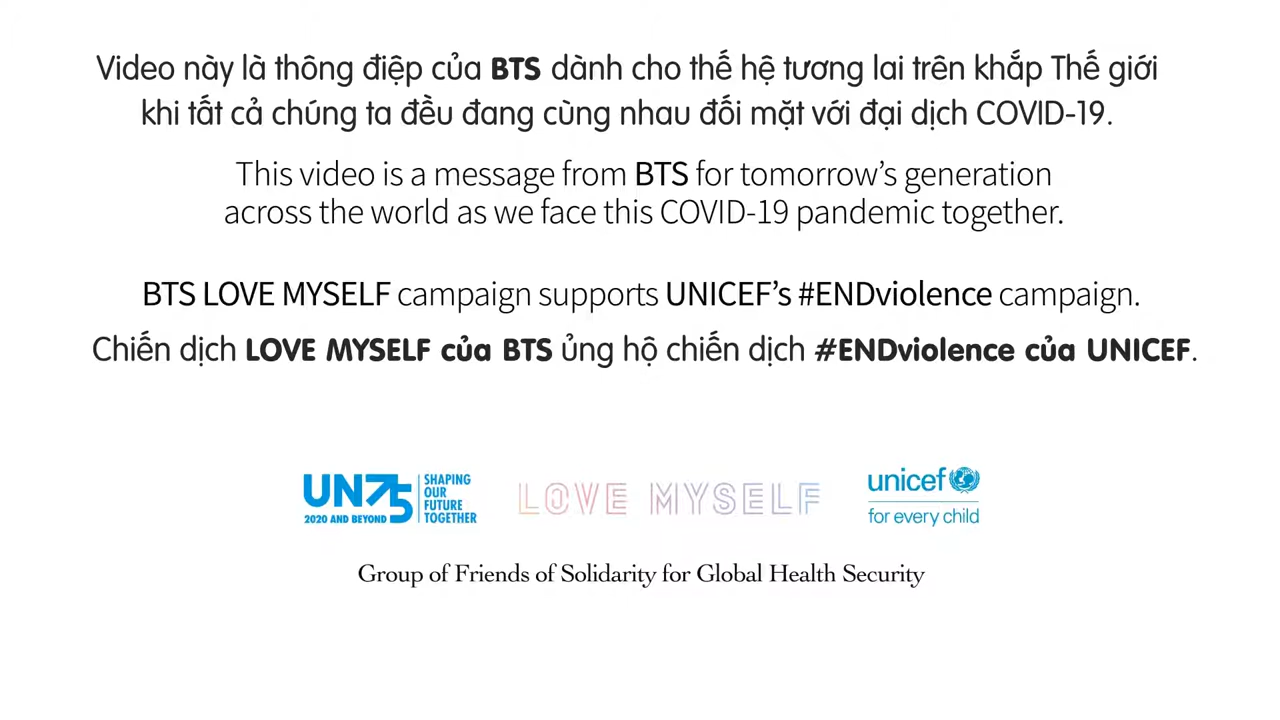 Video này là thông điệp của BTS dành cho thế hệ tương lai trên khắp Thế giới
khi tất cả chúng ta đều đang cùng nhau đối mặt với đại dịch COVID-19.
This video is a message from BTS for tomorrow's generation
across the world as we face this COVID-19 pandemic together.
BTS LOVE MYSELF campaign supports UNICEF's #ENDviolence campaign.
Chiến dịch LOVE MYSELF của BTS ủng hộ chiến dịch #ENDviolence của UNICEF.
UN75
2020 AND BEYOND
SHAPING
OUR
FUTURE
TOGETHER
LOVE MYSELF
unicef
for every child
Group of Friends of Solidarity for Global Health Security